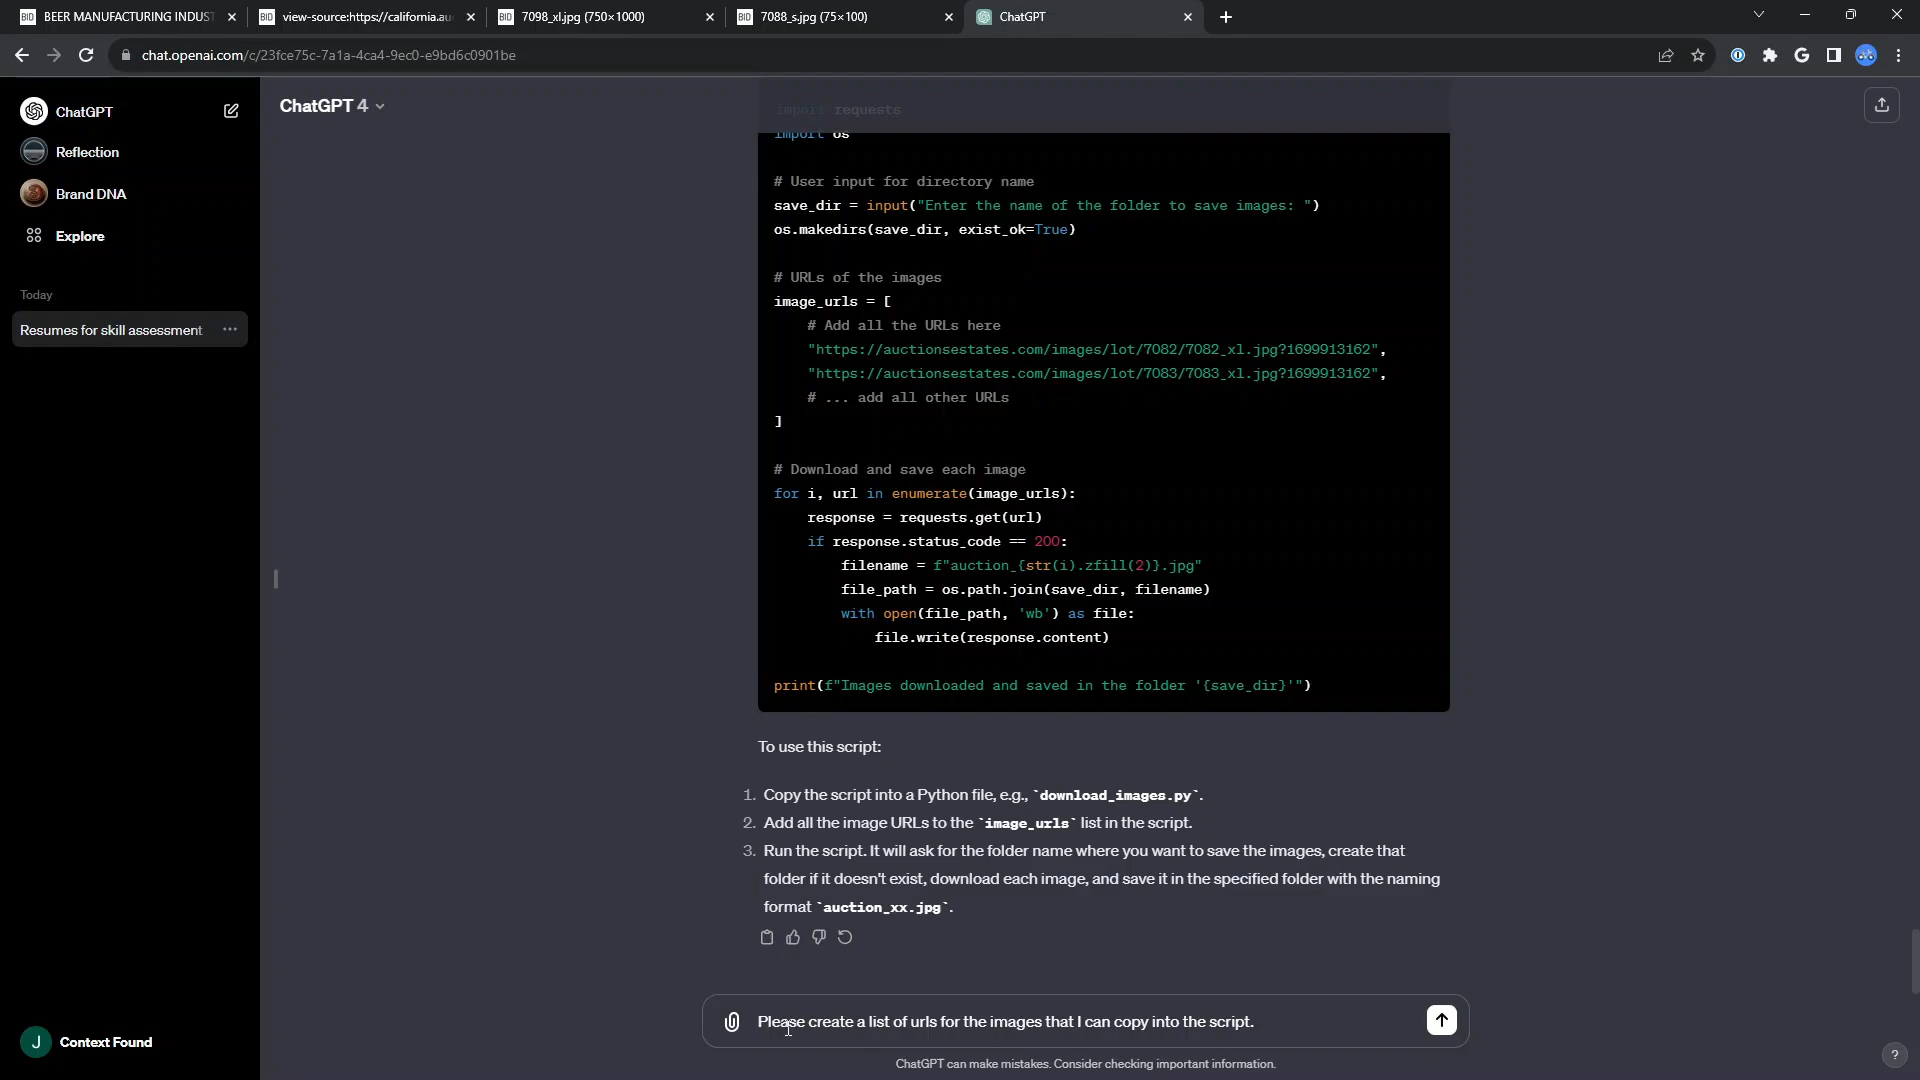 BEER MANUFACTURING INDUST
view-source:https://california.au
7098_xl.jpg (750×1000)
7088_s.jpg (75×100)
ChatGPT
chat.openai.com/c/23fce75c-7a1a-4ca4-9ec0-e9bd6c0901be
ChatGPT
Reflection
Brand DNA
Explore
Today
Resumes for skill assessment
Context Found
ChatGPT 4
import requests
import os
# User input for directory name
save_dir = input("Enter the name of the folder to save images: ")
os.makedirs(save_dir, exist_ok=True)
# URLs of the images
image_urls = [
# Add all the URLs here
"https://auctionsestates.com/images/lot/7082/7082_xl.jpg?1699913162",
"https://auctionsestates.com/images/lot/7083/7083_xl.jpg?1699913162",
# ... add all other URLs
]
# Download and save each image
for i, url in enumerate(image_urls):
response = requests.get(url)
if response.status_code == 200:
filename = f"auction_{str(i).zfill(2)}.jpg"
file_path = os.path.join(save_dir, filename)
with open(file_path, 'wb') as file:
file.write(response.content)
print(f"Images downloaded and saved in the folder '{save_dir}'")
To use this script:
1. Copy the script into a Python file, e.g., `download_images.py`.
2. Add all the image URLs to the `image_urls` list in the script.
3. Run the script. It will ask for the folder name where you want to save the images, create that
folder if it doesn't exist, download each image, and save it in the specified folder with the naming
format `auction_xx.jpg`.
Please create a list of urls for the images that I can copy into the script.
ChatGPT can make mistakes. Consider checking important information.